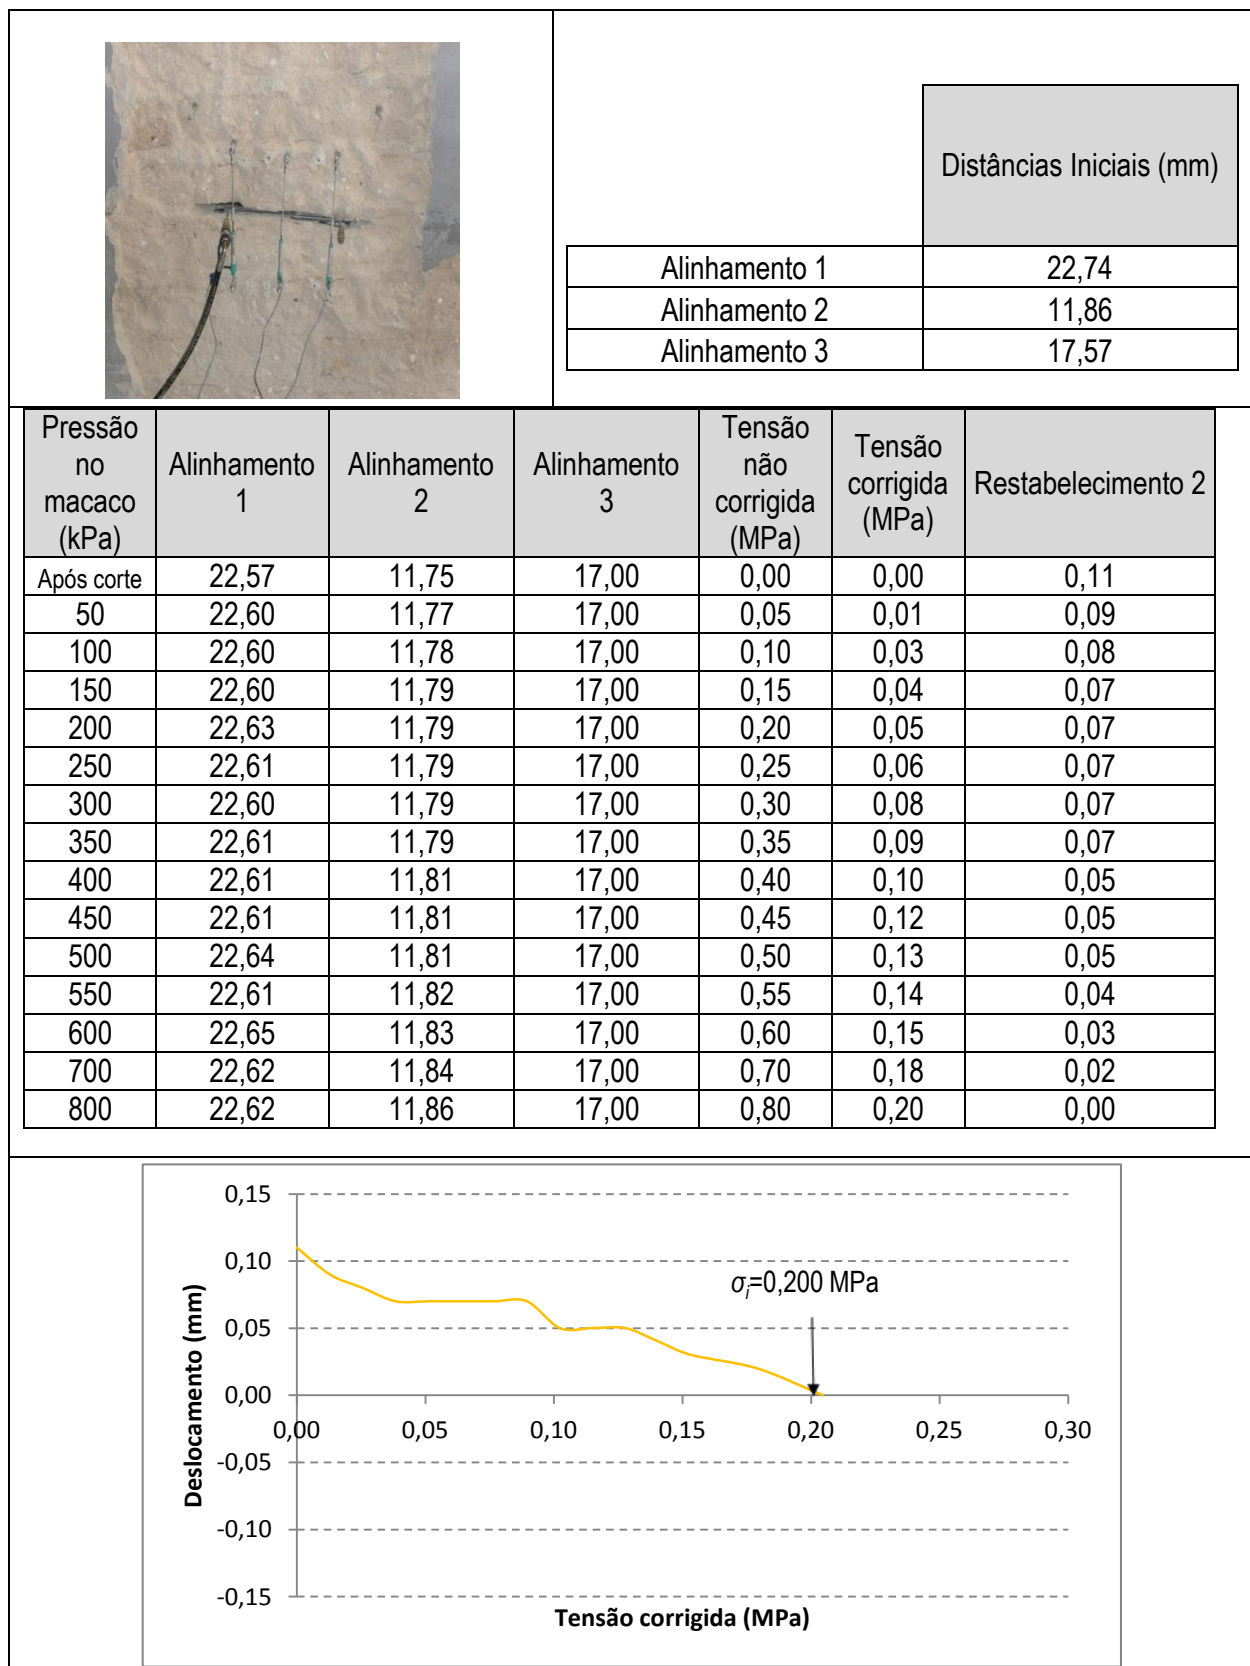 Distâncias Iniciais (mm)
Alinhamento 1 22,74
Alinhamento 2 11,86
Alinhamento 3 17,57
Pressão no macaco (kPa) Alinhamento 1 Alinhamento 2 Alinhamento 3 Tensão não corrigida (MPa) Tensão corrigida (MPa) Restabelecimento 2
Após corte 22,57 11,75 17,00 0,00 0,00 0,11
50 22,60 11,77 17,00 0,05 0,01 0,09
100 22,60 11,78 17,00 0,10 0,03 0,08
150 22,60 11,79 17,00 0,15 0,04 0,07
200 22,63 11,79 17,00 0,20 0,05 0,07
250 22,61 11,79 17,00 0,25 0,06 0,07
300 22,60 11,79 17,00 0,30 0,08 0,07
350 22,61 11,79 17,00 0,35 0,09 0,07
400 22,61 11,81 17,00 0,40 0,10 0,05
450 22,61 11,81 17,00 0,45 0,12 0,05
500 22,64 11,81 17,00 0,50 0,13 0,05
550 22,61 11,82 17,00 0,55 0,14 0,04
600 22,65 11,83 17,00 0,60 0,15 0,03
700 22,62 11,84 17,00 0,70 0,18 0,02
800 22,62 11,86 17,00 0,80 0,20 0,00
0,15
0,10
σi=0,200 MPa
0,05
0,00
0,00 0,05 0,10 0,15 0,20 0,25 0,30
-0,05
-0,10
-0,15
Deslocamento (mm)
Tensão corrigida (MPa)